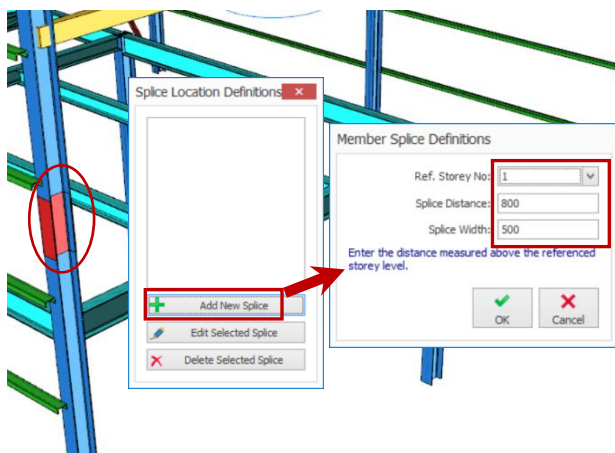 Splice Location Definitions
Add New Splice
Edit Selected Splice
Delete Selected Splice
Member Splice Definitions
Ref. Storey No: 1
Splice Distance: 800
Splice Width: 500
Enter the distance measured above the referenced
storey level.
OK Cancel